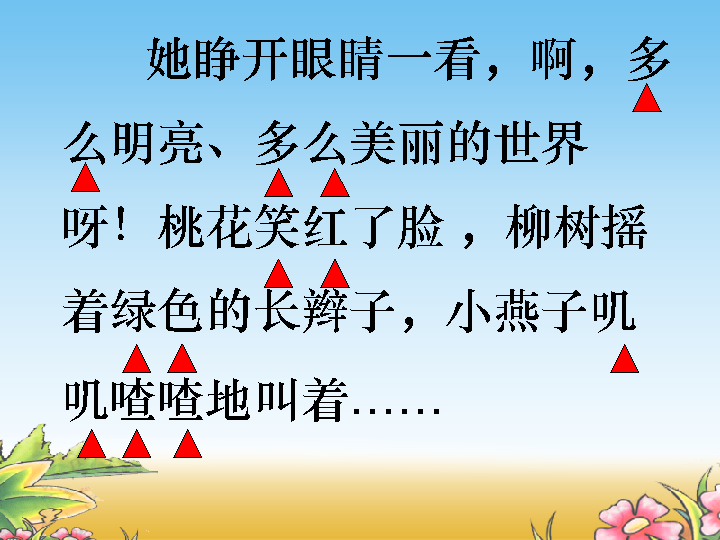 她睁开眼睛一看，啊，多
么明亮、多么美丽的世界
呀！桃花笑红了脸，柳树摇
着绿色的长辫子，小燕子叽
叽喳喳地叫着……